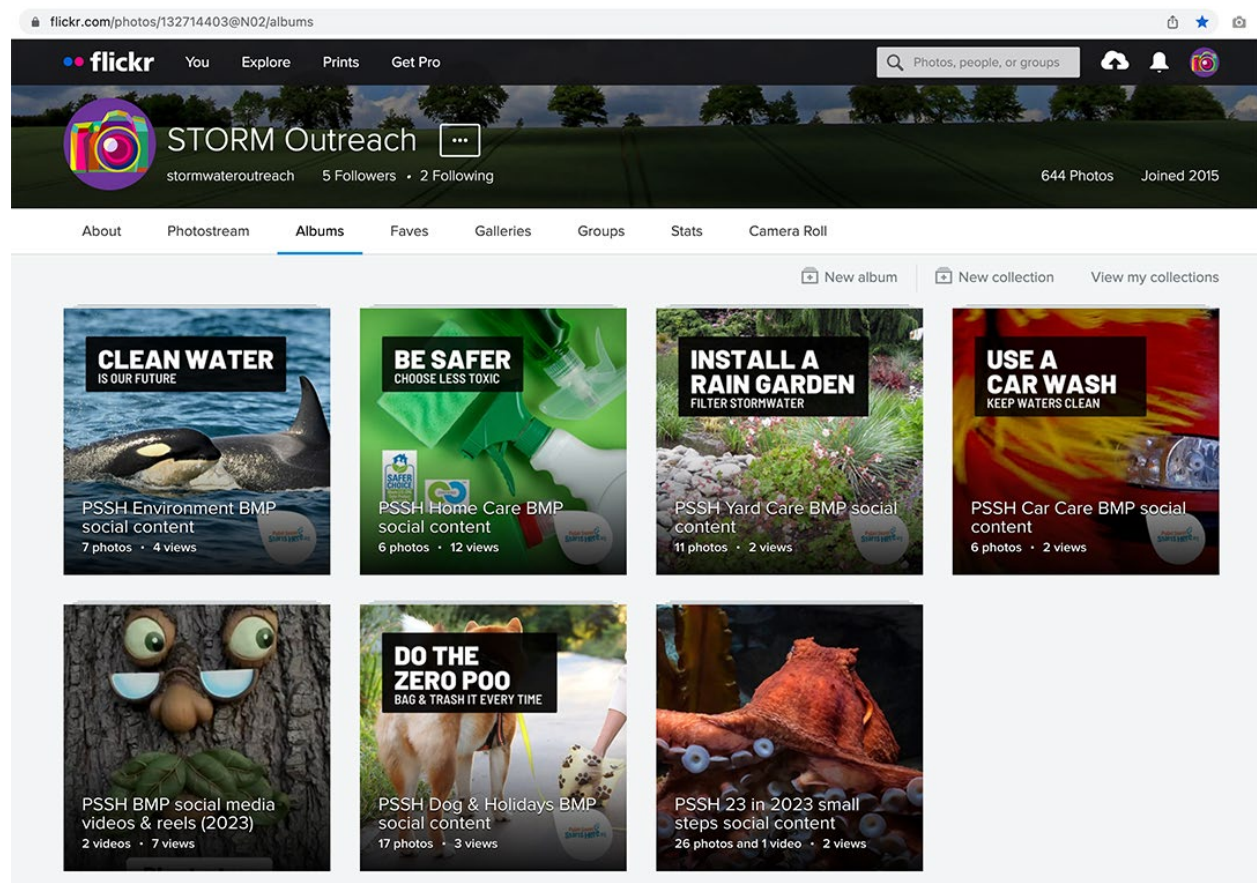 flickr.com/photos/132714403@N02/albums
flickr You Explore Prints Get Pro Photos, people, or groups
STORM Outreach
stormwateroutreach 5 Followers • 2 Following 644 Photos Joined 2015
About Photostream Albums Faves Galleries Groups Stats Camera Roll
New album New collection View my collections
CLEAN WATER
IS OUR FUTURE
PSSH Environment BMP
social content
7 photos • 4 views
BE SAFER
CHOOSE LESS TOXIC
SAFER
CHOICE
PSSH Home Care BMP
social content
6 photos • 12 views
INSTALL A
RAIN GARDEN
FILTER STORMWATER
PSSH Yard Care BMP social
content
11 photos • 2 views
USE A
CAR WASH
KEEP WATERS CLEAN
PSSH Car Care BMP social
content
6 photos • 2 views
PSSH BMP social media
videos & reels (2023)
2 videos • 7 views
DO THE
ZERO POO
BAG & TRASH IT EVERY TIME
PSSH Dog & Holidays BMP
social content
17 photos • 3 views
PSSH 23 in 2023 small
steps social content
26 photos and 1 video • 2 views